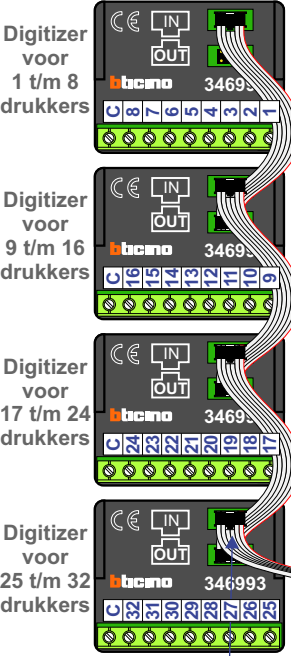 Digitizer
voor
1 t/m 8
drukkers
IN
OUT
bticino
34699
C 8 7 6 5 4 3 2 1
Digitizer
voor
9 t/m 16
drukkers
IN
OUT
bticino
34699
C 16 15 14 13 12 11 10 9
Digitizer
voor
17 t/m 24
drukkers
IN
OUT
bticino
34699
C 24 23 22 21 20 19 18 17
Digitizer
voor
25 t/m 32
drukkers
IN
OUT
bticino
346993
C 32 31 30 29 28 27 26 25